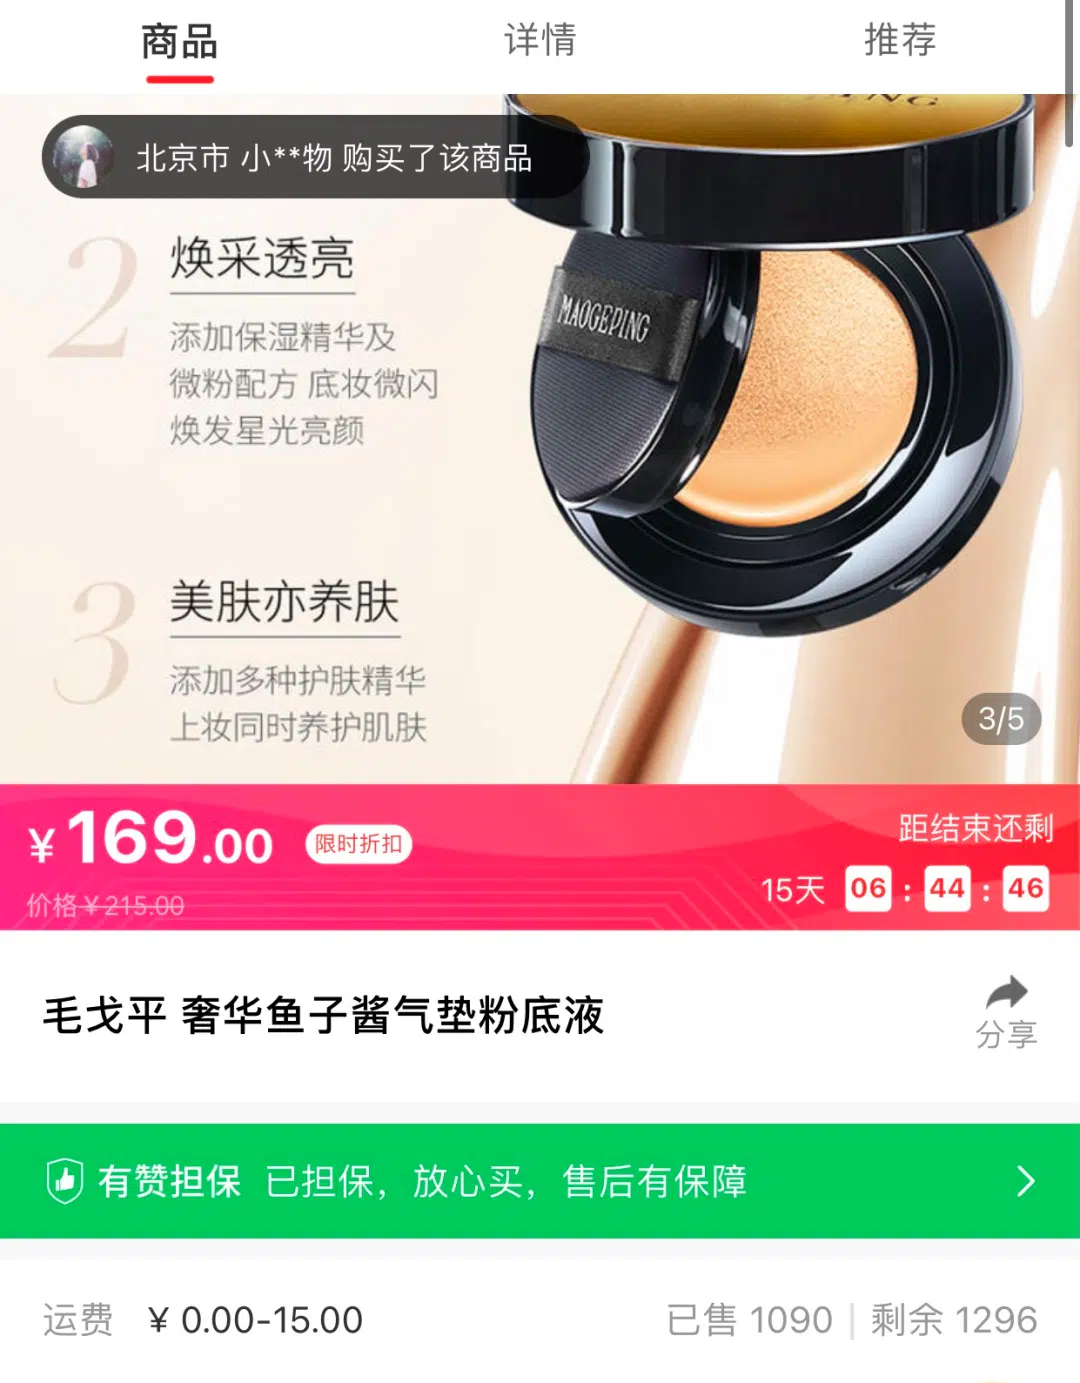 商品
详情
推荐
北京市 小**物 购买了该商品
2
焕采透亮
添加保湿精华及
微粉配方 底妆微闪
焕发星光亮颜
MAOGEPING
3
美肤亦养肤
添加多种护肤精华
上妆同时养护肌肤
3/5
¥169.00
限时折扣
价格¥215.00
距结束还剩
15天 06 : 44 : 46
毛戈平 奢华鱼子酱气垫粉底液
分享
有赞担保 已担保，放心买，售后有保障
运费 ¥ 0.00-15.00
已售 1090 | 剩余 1296